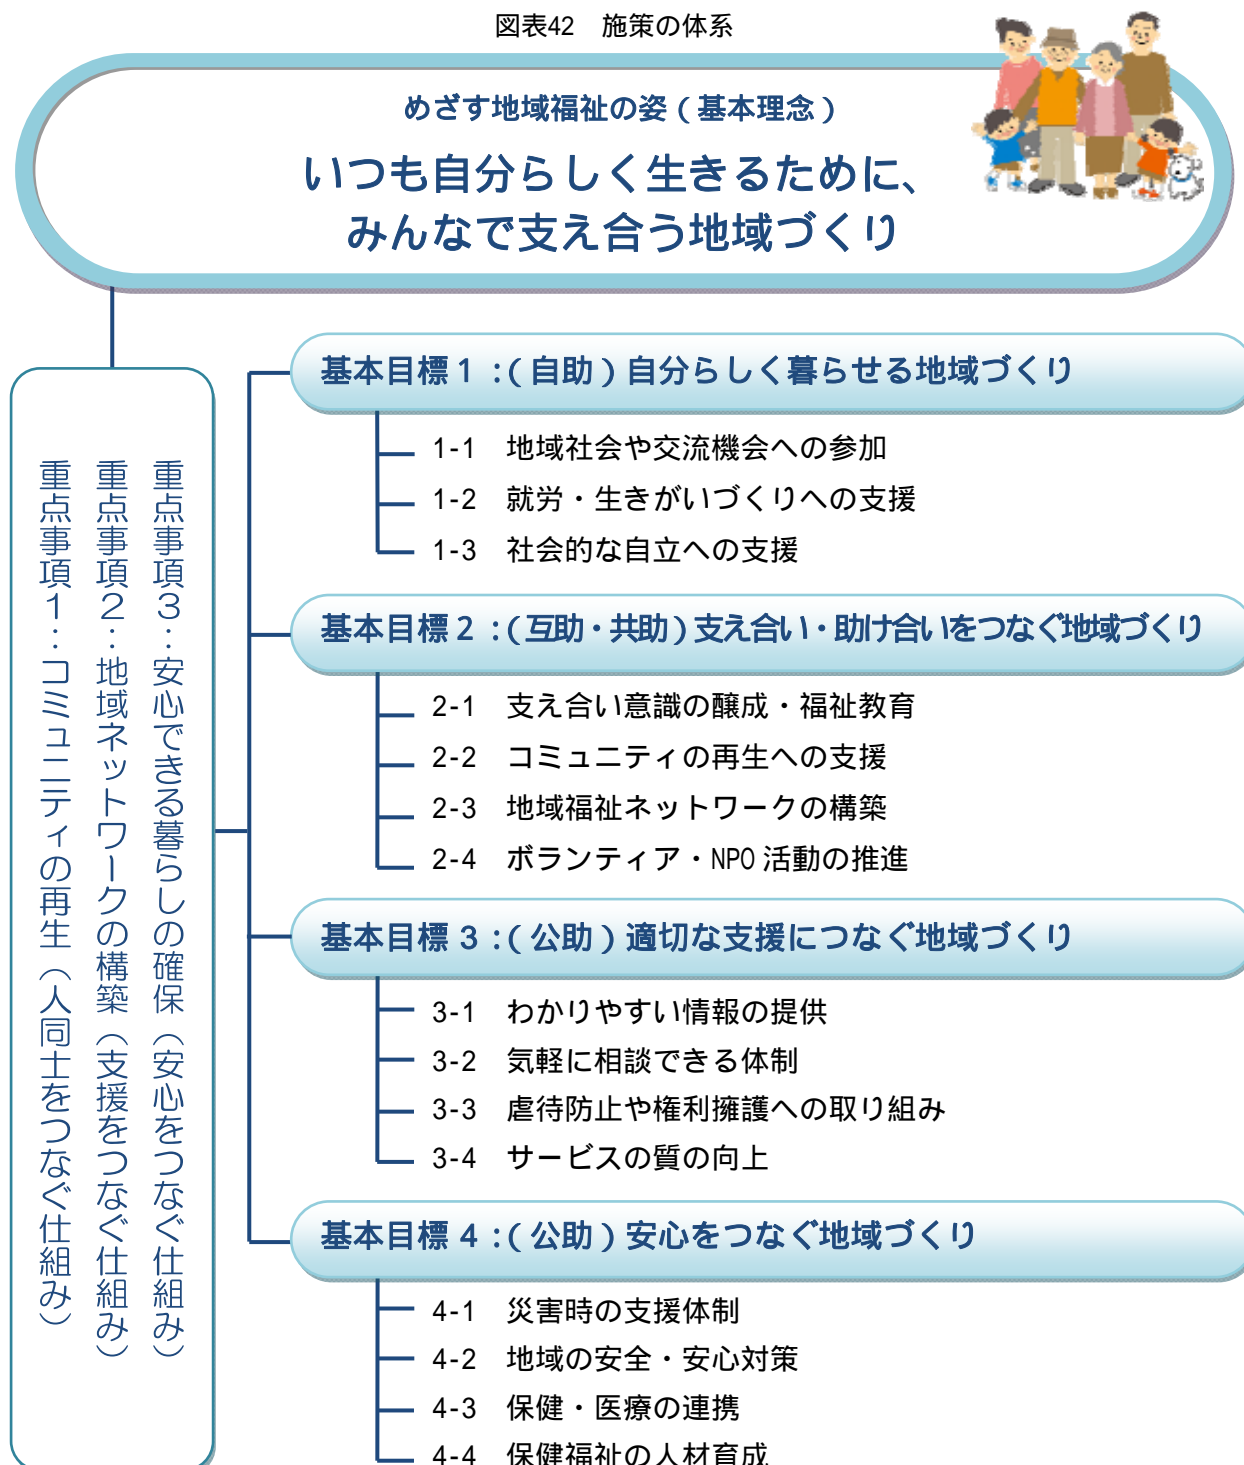 図表42　施策の体系
めざす地域福祉の姿（基本理念）
いつも自分らしく生きるために、
みんなで支え合う地域づくり
重点事項３：安心できる暮らしの確保（安心をつなぐ仕組み）
重点事項２：地域ネットワークの構築（支援をつなぐ仕組み）
重点事項１：コミュニティの再生（人同士をつなぐ仕組み）
基本目標１：（自助）自分らしく暮らせる地域づくり
1-1　地域社会や交流機会への参加
1-2　就労・生きがいづくりへの支援
1-3　社会的な自立への支援
基本目標２：（互助・共助）支え合い・助け合いをつなぐ地域づくり
2-1　支え合い意識の醸成・福祉教育
2-2　コミュニティの再生への支援
2-3　地域福祉ネットワークの構築
2-4　ボランティア・NPO活動の推進
基本目標３：（公助）適切な支援につなぐ地域づくり
3-1　わかりやすい情報の提供
3-2　気軽に相談できる体制
3-3　虐待防止や権利擁護への取り組み
3-4　サービスの質の向上
基本目標４：（公助）安心をつなぐ地域づくり
4-1　災害時の支援体制
4-2　地域の安全・安心対策
4-3　保健・医療の連携
4-4　保健福祉の人材育成